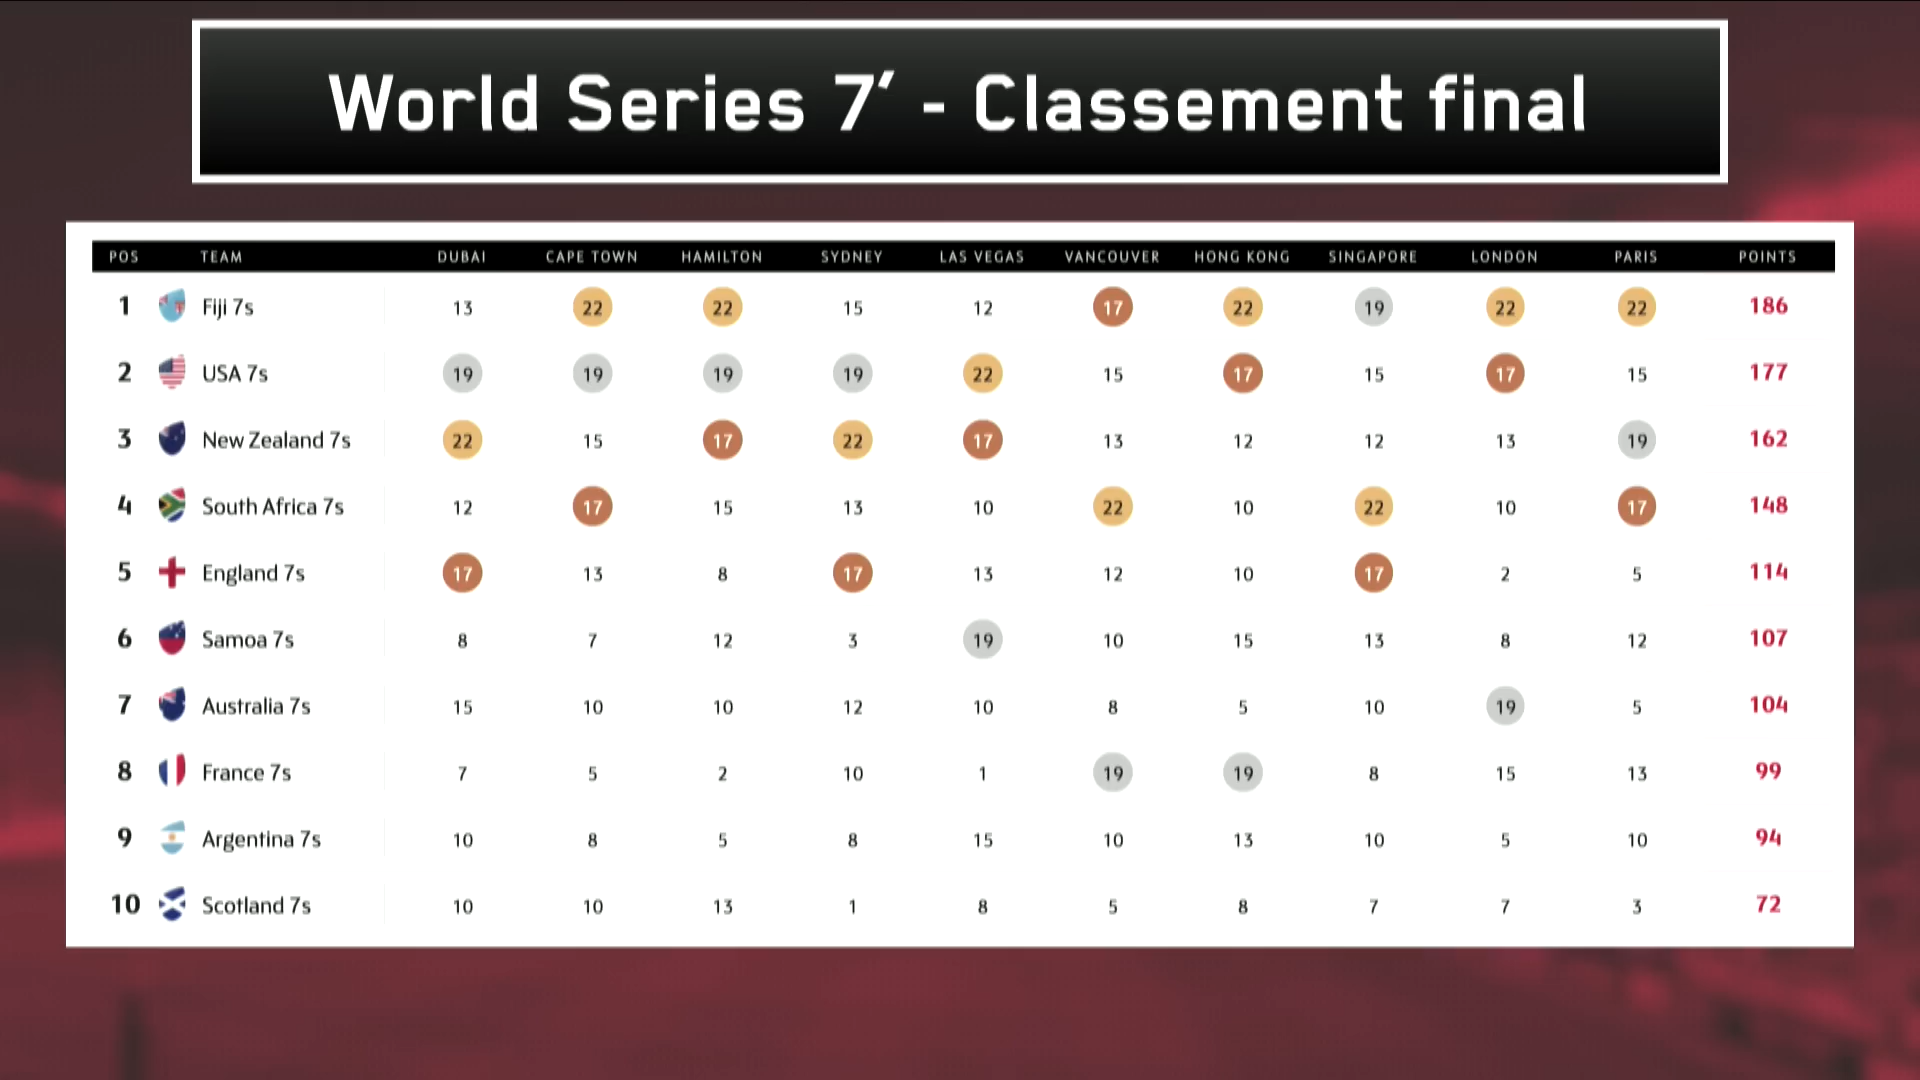 World Series 7' - Classement final
POS TEAM DUBAI CAPE TOWN HAMILTON SYDNEY LAS VEGAS VANCOUVER HONG KONG SINGAPORE LONDON PARIS POINTS
1 Fiji 7s 13 22 22 15 12 17 22 19 22 22 186
2 USA 7s 19 19 19 19 22 15 17 15 17 15 177
3 New Zealand 7s 22 15 17 22 17 13 12 12 13 19 162
4 South Africa 7s 12 17 15 13 10 22 10 22 10 17 148
5 England 7s 17 13 8 17 13 12 10 17 2 5 114
6 Samoa 7s 8 7 12 3 19 10 15 13 8 12 107
7 Australia 7s 15 10 10 12 10 8 5 10 19 5 104
8 France 7s 7 5 2 10 1 19 19 8 15 13 99
9 Argentina 7s 10 8 5 8 15 10 13 10 5 10 94
10 Scotland 7s 10 10 13 1 8 5 8 7 7 3 72